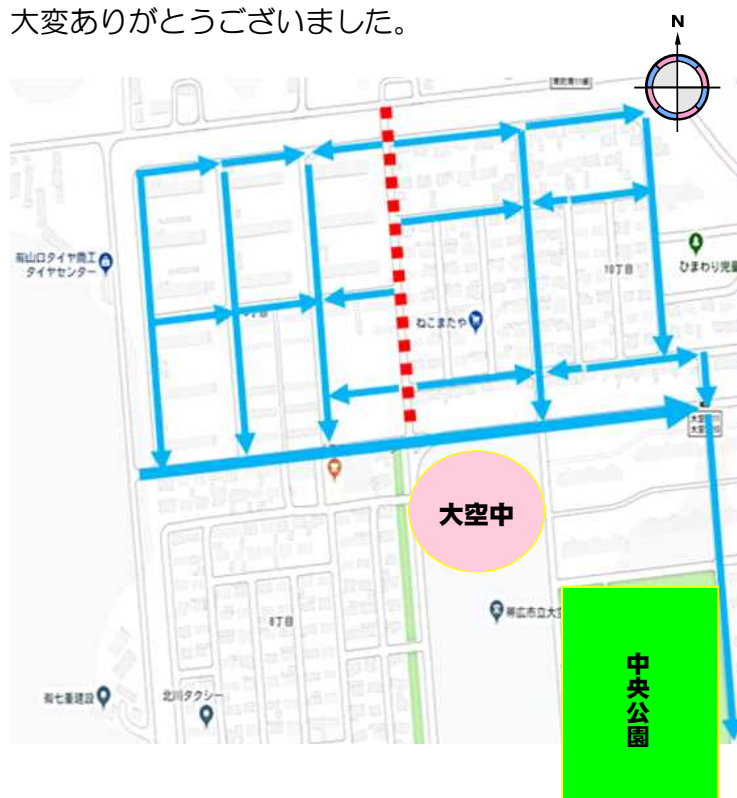 大変ありがとうございました。
N
㈲山口タイヤ商工
タイヤセンター
ひまわり児
10丁目
ねこまたや
大空中
帯広市立大空
8丁目
中央公園
㈲七重建設
北川タクシー